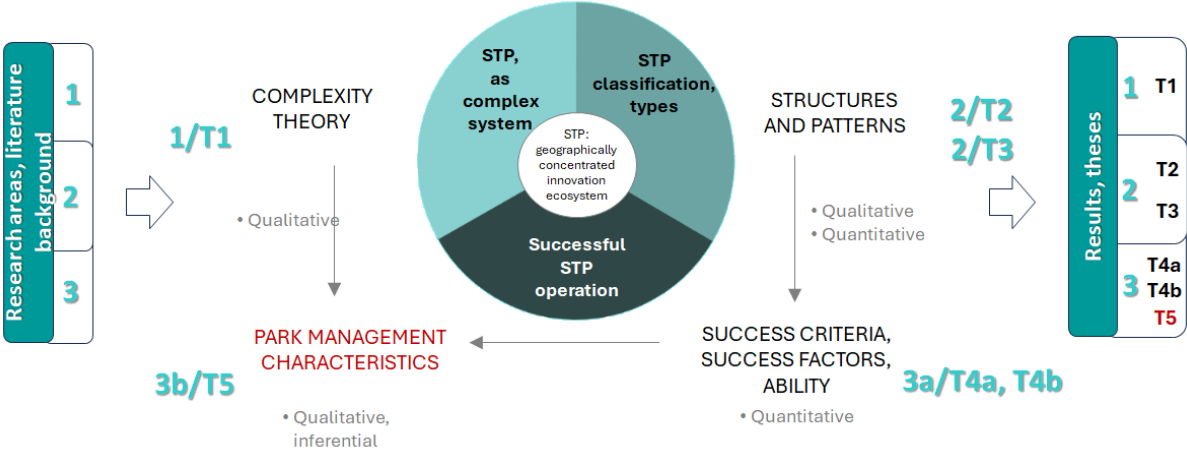 Research areas, literature
background
1
2
3
1/T1
COMPLEXITY
THEORY
• Qualitative
STP,
as
complex
system
STP
classification,
types
STP:
geographically
concentrated
innovation
ecosystem
Successful
STP
operation
STRUCTURES
AND PATTERNS
2/T2
2/T3
• Qualitative
• Quantitative
PARK MANAGEMENT
CHARACTERISTICS
3b/T5
• Qualitative,
inferential
SUCCESS CRITERIA,
SUCCESS FACTORS,
ABILITY
3a/T4a, T4b
• Quantitative
Results, theses
1 T1
2
T2
T3
3
T4a
T4b
T5